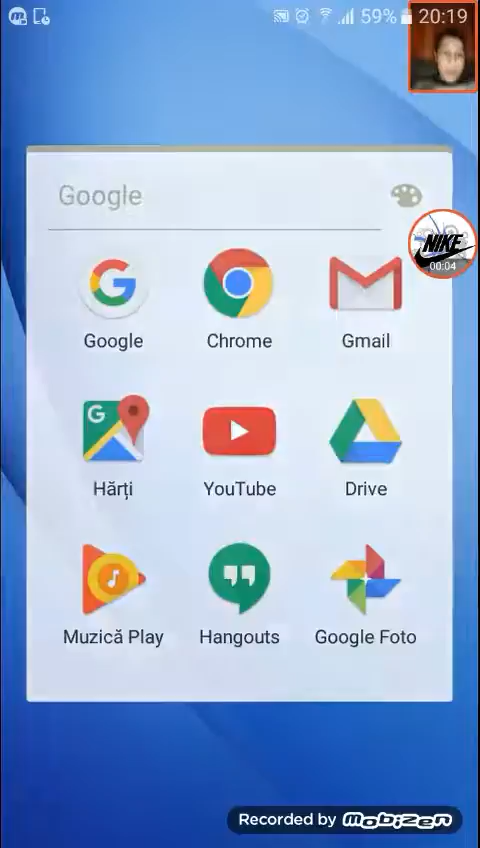 59% 20:19
Google
NIKE
00:04
Google Chrome Gmail
G
Hărți YouTube Drive
Muzică Play Hangouts Google Foto
Recorded by mobizen